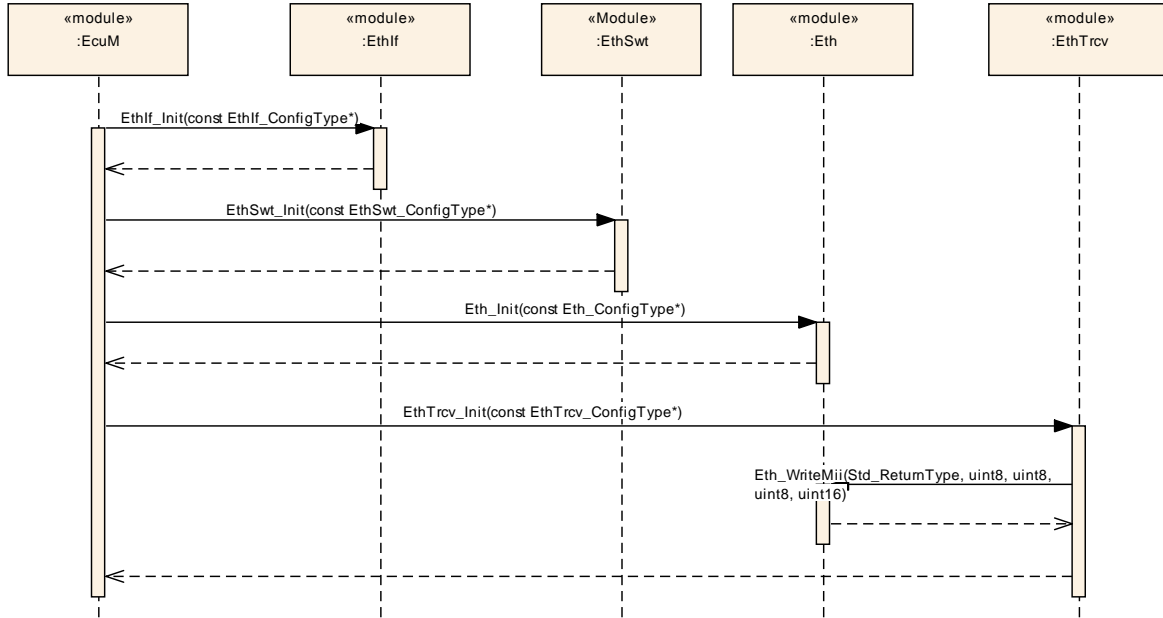 «module»
:EcuM
«module»
:EthIf
«Module»
:EthSwt
«module»
:Eth
«module»
:EthTrcv
EthIf_Init(const EthIf_ConfigType*)
EthSwt_Init(const EthSwt_ConfigType*)
Eth_Init(const Eth_ConfigType*)
EthTrcv_Init(const EthTrcv_ConfigType*)
Eth_WriteMii(Std_ReturnType, uint8, uint8,
uint8, uint16)